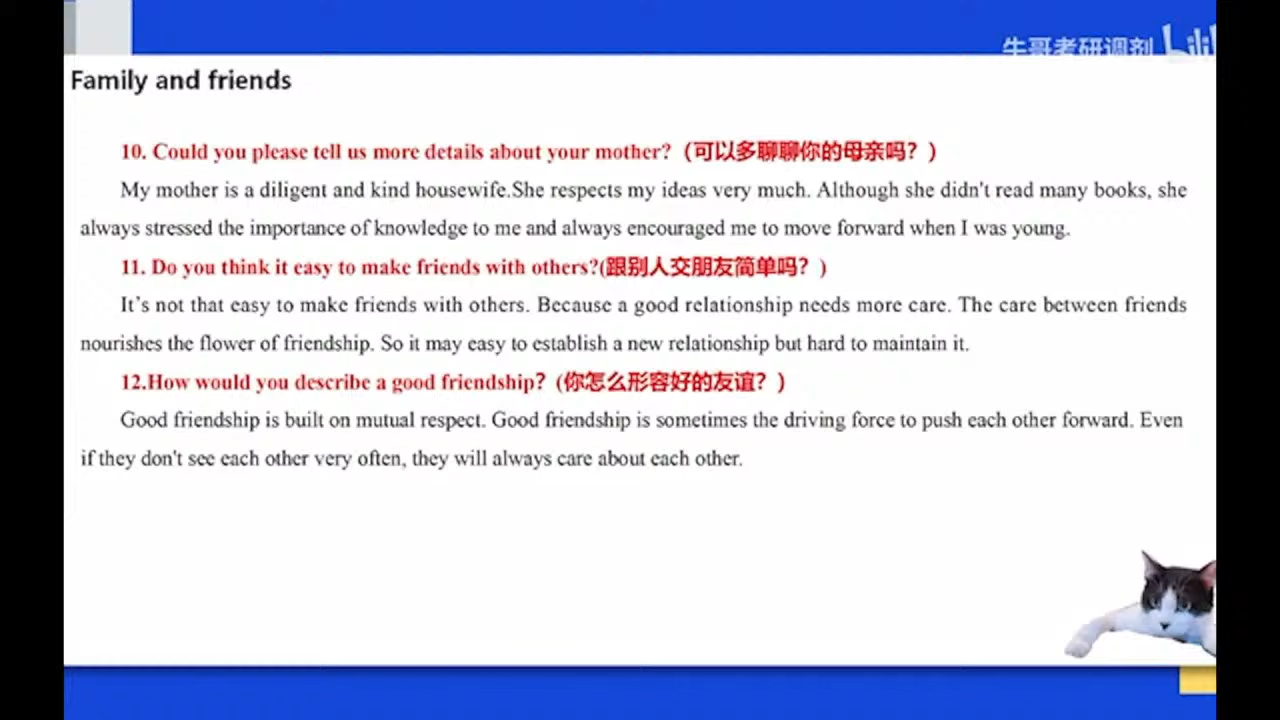 牛哥考研调剂 bilibili
Family and friends
10. Could you please tell us more details about your mother?（可以多聊聊你的母亲吗？）
My mother is a diligent and kind housewife.She respects my ideas very much. Although she didn't read many books, she
always stressed the importance of knowledge to me and always encouraged me to move forward when I was young.
11. Do you think it easy to make friends with others?(跟别人交朋友简单吗？)
It’s not that easy to make friends with others. Because a good relationship needs more care. The care between friends
nourishes the flower of friendship. So it may easy to establish a new relationship but hard to maintain it.
12.How would you describe a good friendship？(你怎么形容好的友谊？)
Good friendship is built on mutual respect. Good friendship is sometimes the driving force to push each other forward. Even
if they don't see each other very often, they will always care about each other.